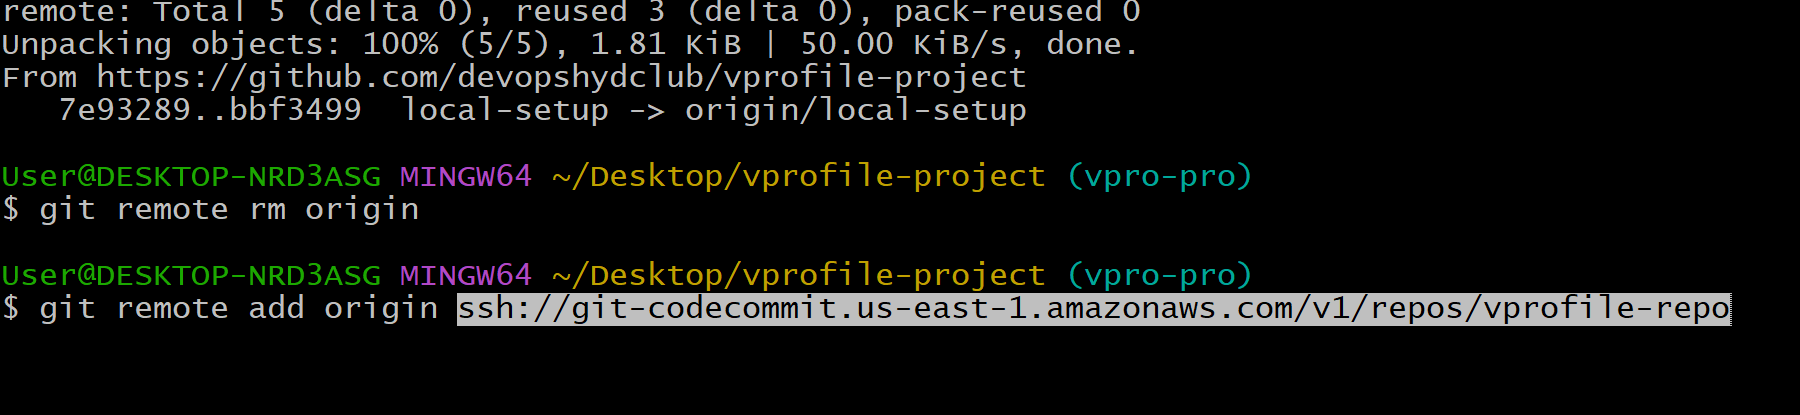 remote: Total 5 (delta 0), reused 3 (delta 0), pack-reused 0
Unpacking objects: 100% (5/5), 1.81 KiB | 50.00 KiB/s, done.
From https://github.com/devopshydclub/vprofile-project
   7e93289..bbf3499  local-setup -> origin/local-setup
User@DESKTOP-NRD3ASG MINGW64 ~/Desktop/vprofile-project (vpro-pro)
$ git remote rm origin
User@DESKTOP-NRD3ASG MINGW64 ~/Desktop/vprofile-project (vpro-pro)
$ git remote add origin ssh://git-codecommit.us-east-1.amazonaws.com/v1/repos/vprofile-repo